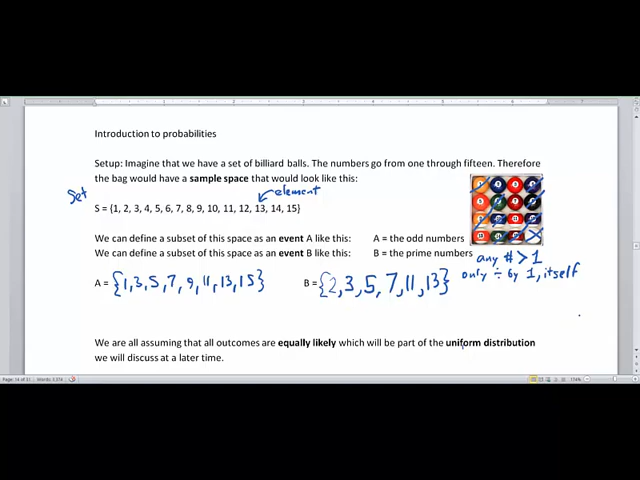 Introduction to probabilities
Setup: Imagine that we have a set of billiard balls. The numbers go from one through fifteen. Therefore
the bag would have a sample space that would look like this:
Set
element
S = {1, 2, 3, 4, 5, 6, 7, 8, 9, 10, 11, 12, 13, 14, 15}
We can define a subset of this space as an event A like this: A = the odd numbers
We can define a subset of this space as an event B like this: B = the prime numbers
any # > 1
only ÷ by 1, itself
A = {1,3,5,7,9,11,13,15} B = {2,3,5,7,11,13}
We are all assuming that all outcomes are equally likely which will be part of the uniform distribution
we will discuss at a later time.